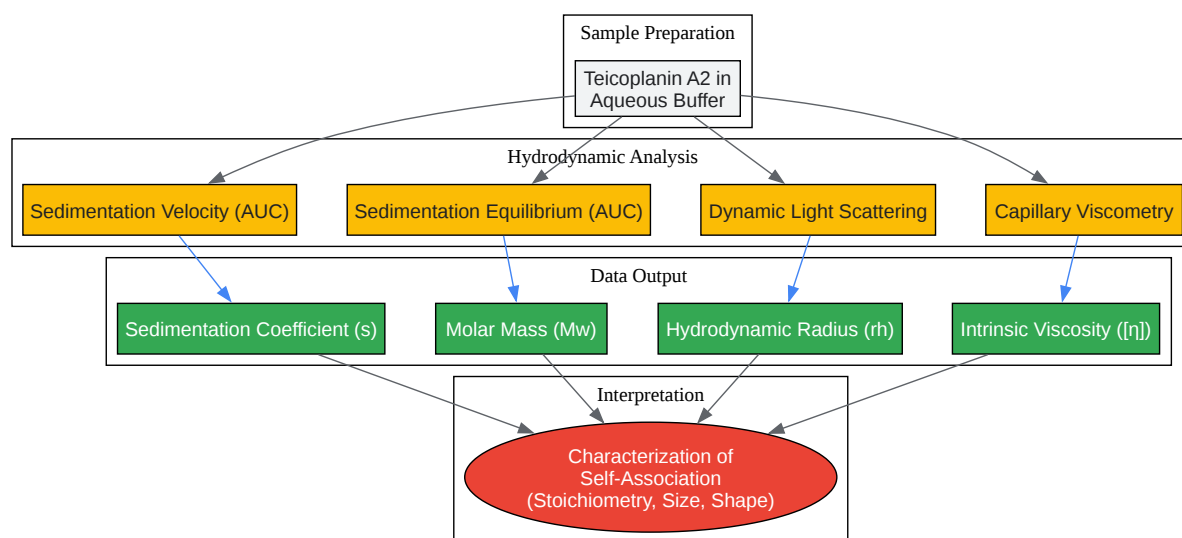 Sample Preparation
Teicoplanin A2 in
Aqueous Buffer
Hydrodynamic Analysis
Sedimentation Velocity (AUC)
Sedimentation Equilibrium (AUC)
Dynamic Light Scattering
Capillary Viscometry
Data Output
Sedimentation Coefficient (s)
Molar Mass (Mw)
Hydrodynamic Radius (rh)
Intrinsic Viscosity ([η])
Interpretation
Characterization of
Self-Association
(Stoichiometry, Size, Shape)